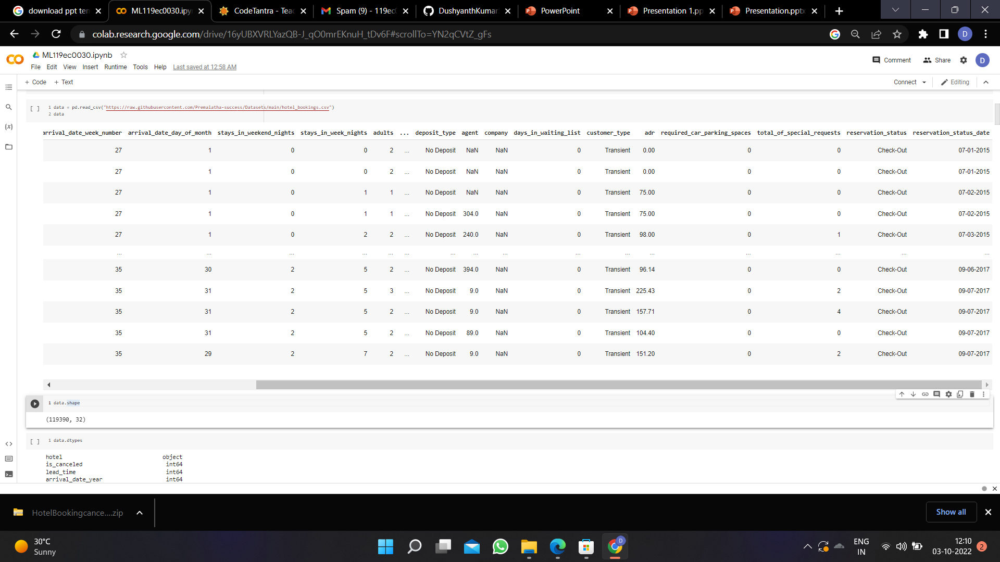 download ppt ten
ML119ec0030.ipy
CodeTantra - Teac
Spam (9) - 119ec
DushyanthKumar
PowerPoint
Presentation 1.pp
Presentation.pptx
colab.research.google.com/drive/16yUBXVRLYazQB-J_qO0mrEKnuH_tDv6F#scrollTo=YN2qCVtZ_gFs
D
ML119ec0030.ipynb
Comment Share D
File Edit View Insert Runtime Tools Help Last saved at 12:58 AM
+ Code + Text
Connect Editing
[ ] 1 data = pd.read_csv("https://raw.githubusercontent.com/Premalatha-success/Datasets/main/hotel_bookings.csv")
2 data
arrival_date_week_number arrival_date_day_of_month stays_in_weekend_nights stays_in_week_nights adults ... deposit_type agent company days_in_waiting_list customer_type adr required_car_parking_spaces total_of_special_requests reservation_status reservation_status_date
27 1 0 0 2 ... No Deposit NaN NaN 0 Transient 0.00 0 0 Check-Out 07-01-2015
27 1 0 0 2 ... No Deposit NaN NaN 0 Transient 0.00 0 0 Check-Out 07-01-2015
27 1 0 1 1 ... No Deposit NaN NaN 0 Transient 75.00 0 0 Check-Out 07-02-2015
27 1 0 1 1 ... No Deposit 304.0 NaN 0 Transient 75.00 0 0 Check-Out 07-02-2015
27 1 0 2 2 ... No Deposit 240.0 NaN 0 Transient 98.00 0 1 Check-Out 07-03-2015
... ... ... ... ... ... ... ... ... ... ... ... ... ... ... ...
35 30 2 5 2 ... No Deposit 394.0 NaN 0 Transient 96.14 0 0 Check-Out 09-06-2017
35 31 2 5 3 ... No Deposit 9.0 NaN 0 Transient 225.43 0 2 Check-Out 09-07-2017
35 31 2 5 2 ... No Deposit 9.0 NaN 0 Transient 157.71 0 4 Check-Out 09-07-2017
35 31 2 5 2 ... No Deposit 89.0 NaN 0 Transient 104.40 0 0 Check-Out 09-07-2017
35 29 2 7 2 ... No Deposit 9.0 NaN 0 Transient 151.20 0 2 Check-Out 09-07-2017
1 data.shape
(119390, 32)
[ ] 1 data.dtypes
hotel object
is_canceled int64
lead_time int64
arrival_date_year int64
HotelBookingcance....zip
Show all
30°C
Sunny
D
ENG
IN
12:10
03-10-2022
2